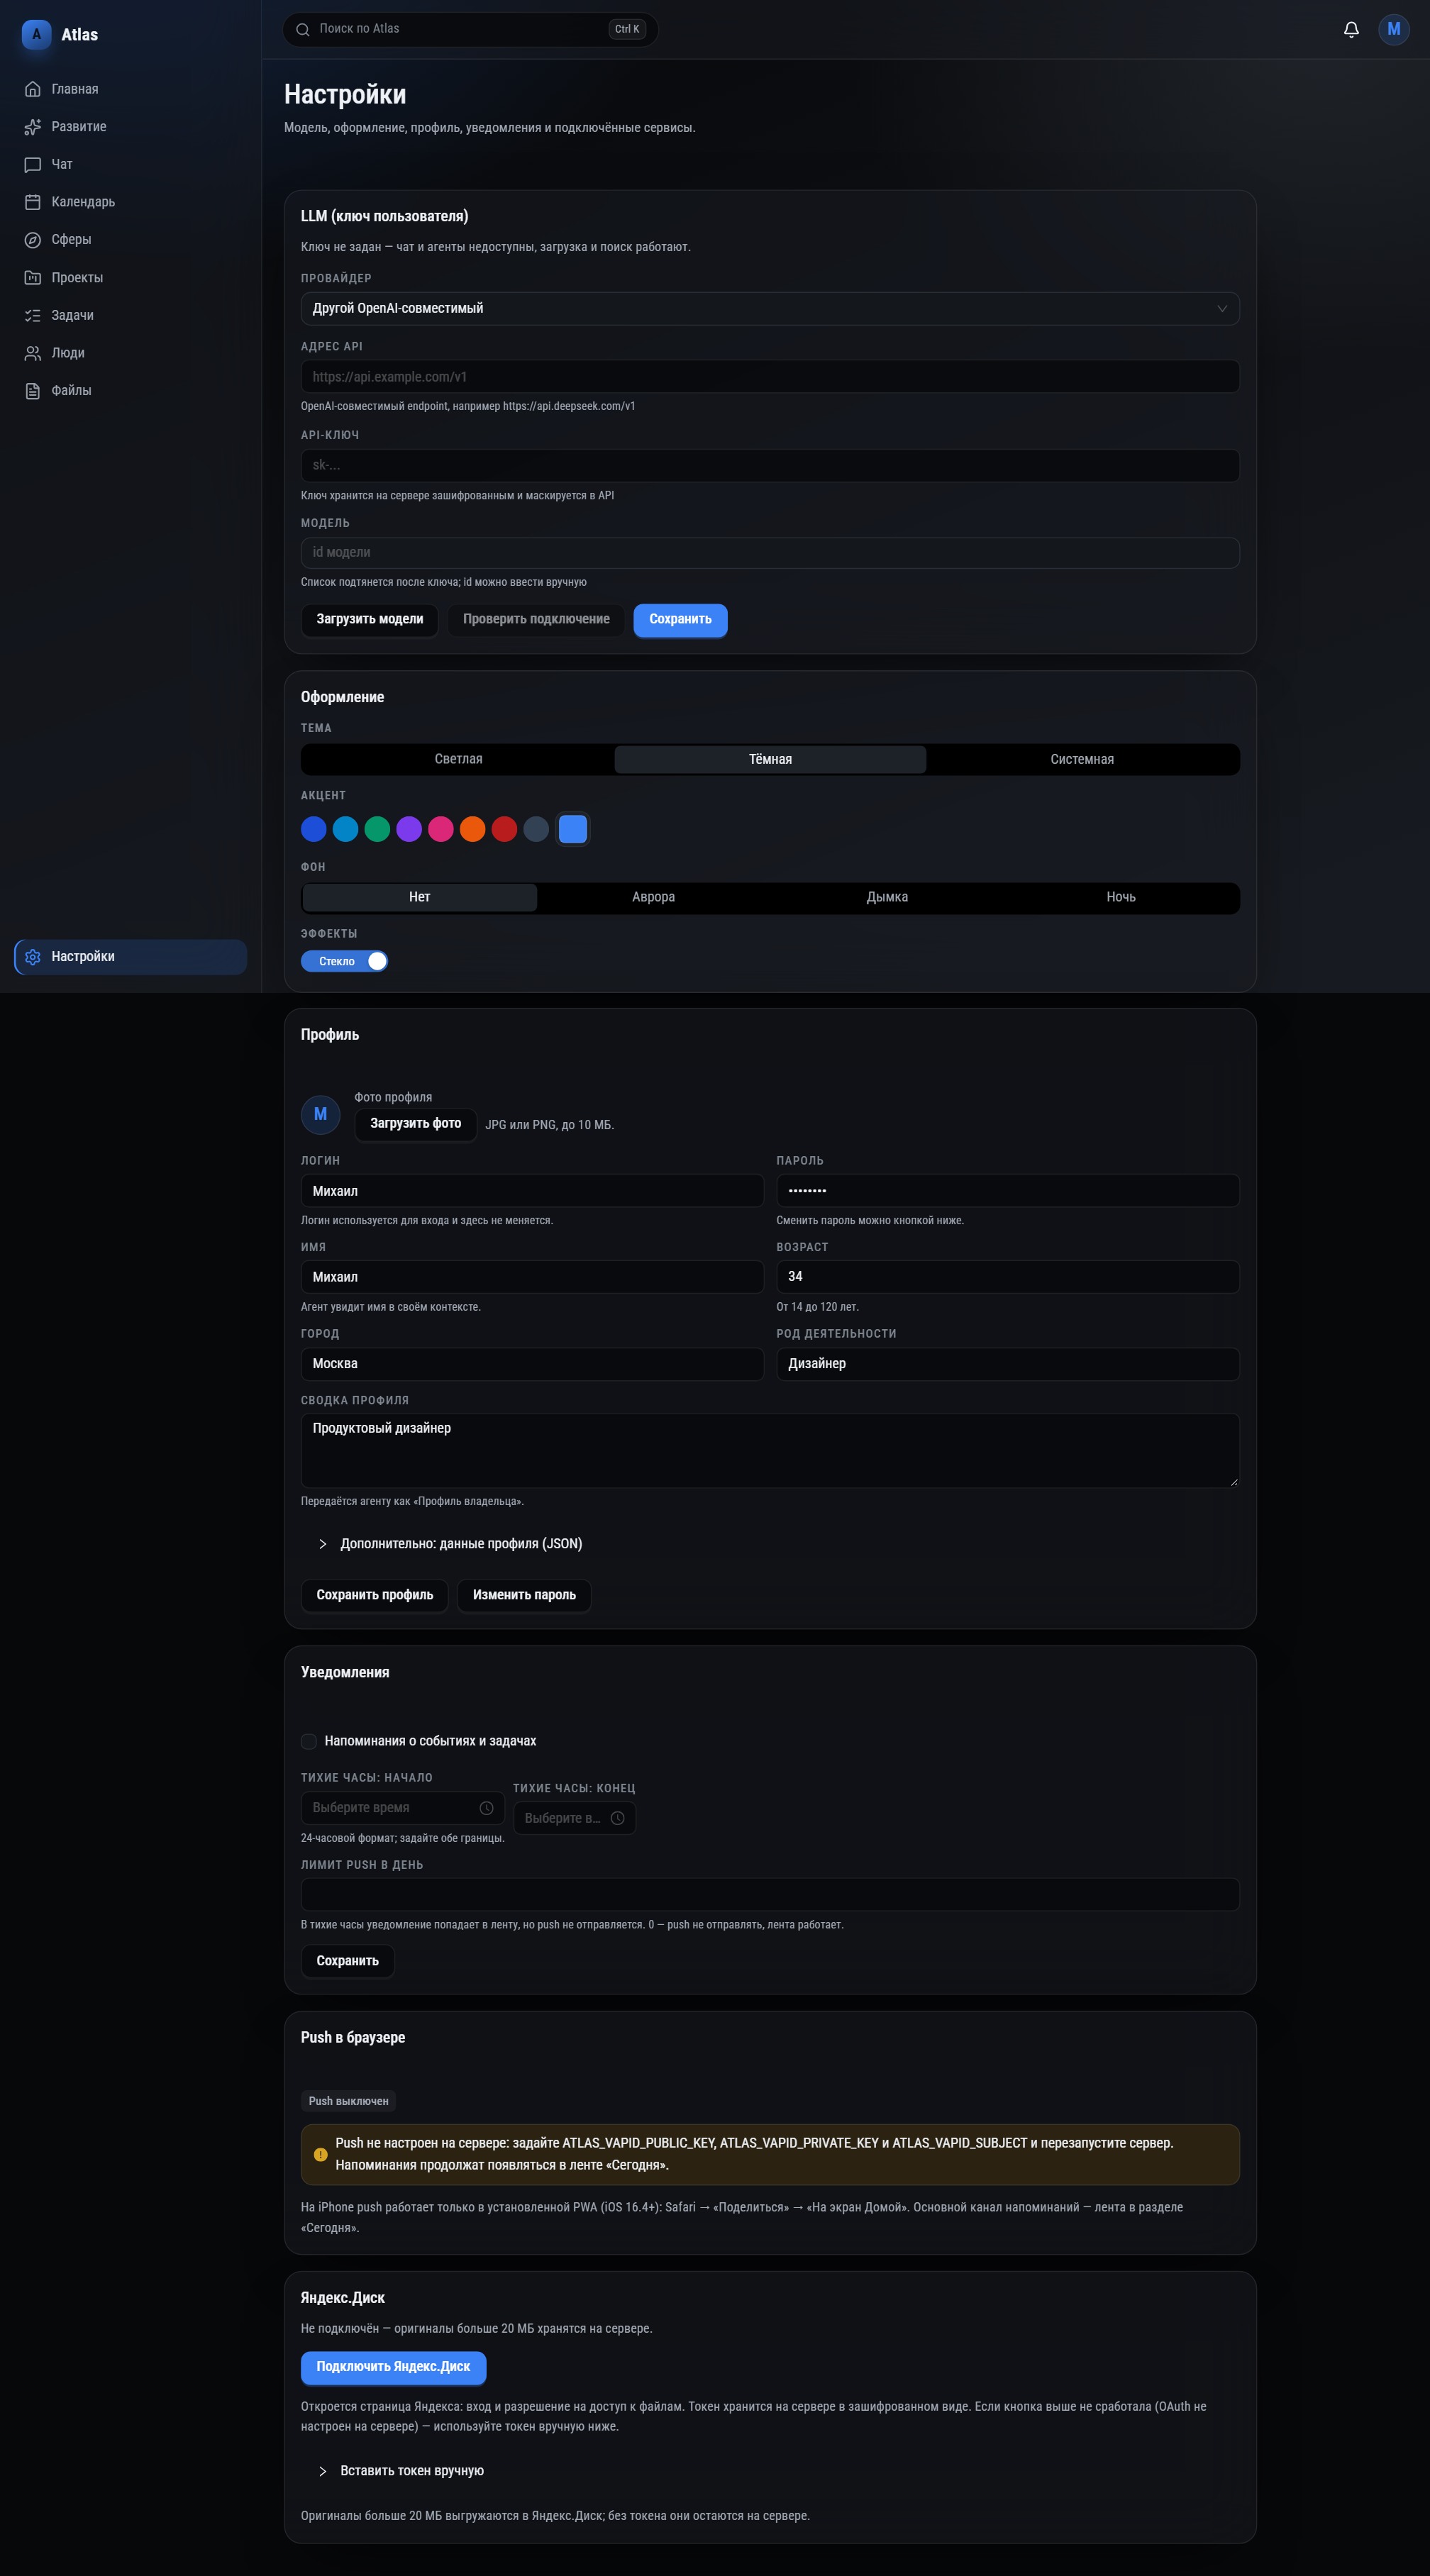 A
Atlas
Поиск по Atlas
Ctrl K
M
Главная
Развитие
Чат
Календарь
Сферы
Проекты
Задачи
Люди
Файлы
Настройки
Настройки
Модель, оформление, профиль, уведомления и подключённые сервисы.
LLM (ключ пользователя)
Ключ не задан — чат и агенты недоступны, загрузка и поиск работают.
ПРОВАЙДЕР
Другой OpenAI-совместимый
АДРЕС API
https://api.example.com/v1
OpenAI-совместимый endpoint, например https://api.deepseek.com/v1
API-КЛЮЧ
sk-...
Ключ хранится на сервере зашифрованным и маскируется в API
МОДЕЛЬ
id модели
Список подтянется после ключа; id можно ввести вручную
Загрузить модели
Проверить подключение
Сохранить
Оформление
ТЕМА
Светлая
Тёмная
Системная
АКЦЕНТ
ФОН
Нет
Аврора
Дымка
Ночь
ЭФФЕКТЫ
Стекло
Профиль
M
Фото профиля
Загрузить фото
JPG или PNG, до 10 МБ.
ЛОГИН
ПАРОЛЬ
Михаил
••••••••
Логин используется для входа и здесь не меняется.
Сменить пароль можно кнопкой ниже.
ИМЯ
ВОЗРАСТ
Михаил
34
Агент увидит имя в своём контексте.
От 14 до 120 лет.
ГОРОД
РОД ДЕЯТЕЛЬНОСТИ
Москва
Дизайнер
СВОДКА ПРОФИЛЯ
Продуктовый дизайнер
Передаётся агенту как «Профиль владельца».
Дополнительно: данные профиля (JSON)
Сохранить профиль
Изменить пароль
Уведомления
Напоминания о событиях и задачах
ТИХИЕ ЧАСЫ: НАЧАЛО
ТИХИЕ ЧАСЫ: КОНЕЦ
Выберите время
Выберите в...
24-часовой формат; задайте обе границы.
ЛИМИТ PUSH В ДЕНЬ
В тихие часы уведомление попадает в ленту, но push не отправляется. 0 — push не отправлять, лента работает.
Сохранить
Push в браузере
Push выключен
Push не настроен на сервере: задайте ATLAS_VAPID_PUBLIC_KEY, ATLAS_VAPID_PRIVATE_KEY и ATLAS_VAPID_SUBJECT и перезапустите сервер.
Напоминания продолжат появляться в ленте «Сегодня».
На iPhone push работает только в установленной PWA (iOS 16.4+): Safari → «Поделиться» → «На экран Домой». Основной канал напоминаний — лента в разделе
«Сегодня».
Яндекс.Диск
Не подключён — оригиналы больше 20 МБ хранятся на сервере.
Подключить Яндекс.Диск
Откроется страница Яндекса: вход и разрешение на доступ к файлам. Токен хранится на сервере в зашифрованном виде. Если кнопка выше не сработала (OAuth не
настроен на сервере) — используйте токен вручную ниже.
Вставить токен вручную
Оригиналы больше 20 МБ выгружаются в Яндекс.Диск; без токена они остаются на сервере.